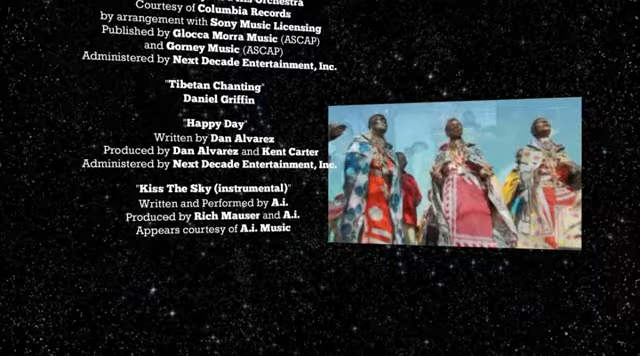 Courtesy of Columbia Records
by arrangement with Sony Music Licensing
Published by Glocca Morra Music (ASCAP)
and Gorney Music (ASCAP)
Administered by Next Decade Entertainment, Inc.
"Tibetan Chanting"
Daniel Griffin
"Happy Day"
Written by Dan Alvarez
Produced by Dan Alvarez and Kent Carter
Administered by Next Decade Entertainment, Inc.
"Kiss The Sky (instrumental)"
Written and Performed by A.i.
Produced by Rich Mauser and A.i.
Appears courtesy of A.i. Music